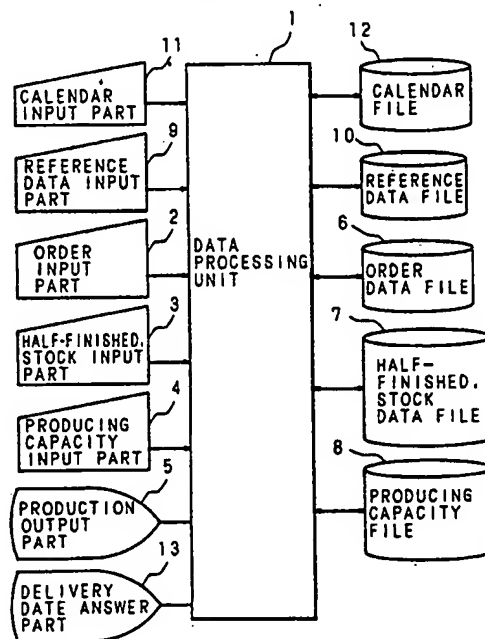 1
11
CALENDAR
INPUT PART
9
REFERENCE
DATA INPUT
PART
2
ORDER
INPUT
PART
3
HALF-FINISHED.
STOCK INPUT
PART
4
PRODUCING
CAPACITY
INPUT PART
5
PRODUCTION
OUTPUT
PART
13
DELIVERY
DATE ANSWER
PART
DATA
PROCESSING
UNIT
12
CALENDAR
FILE
10
REFERENCE
DATA FILE
6
ORDER
DATA FILE
7
HALF-
FINISHED.
STOCK
DATA FILE
8
PRODUCING
CAPACITY
FILE